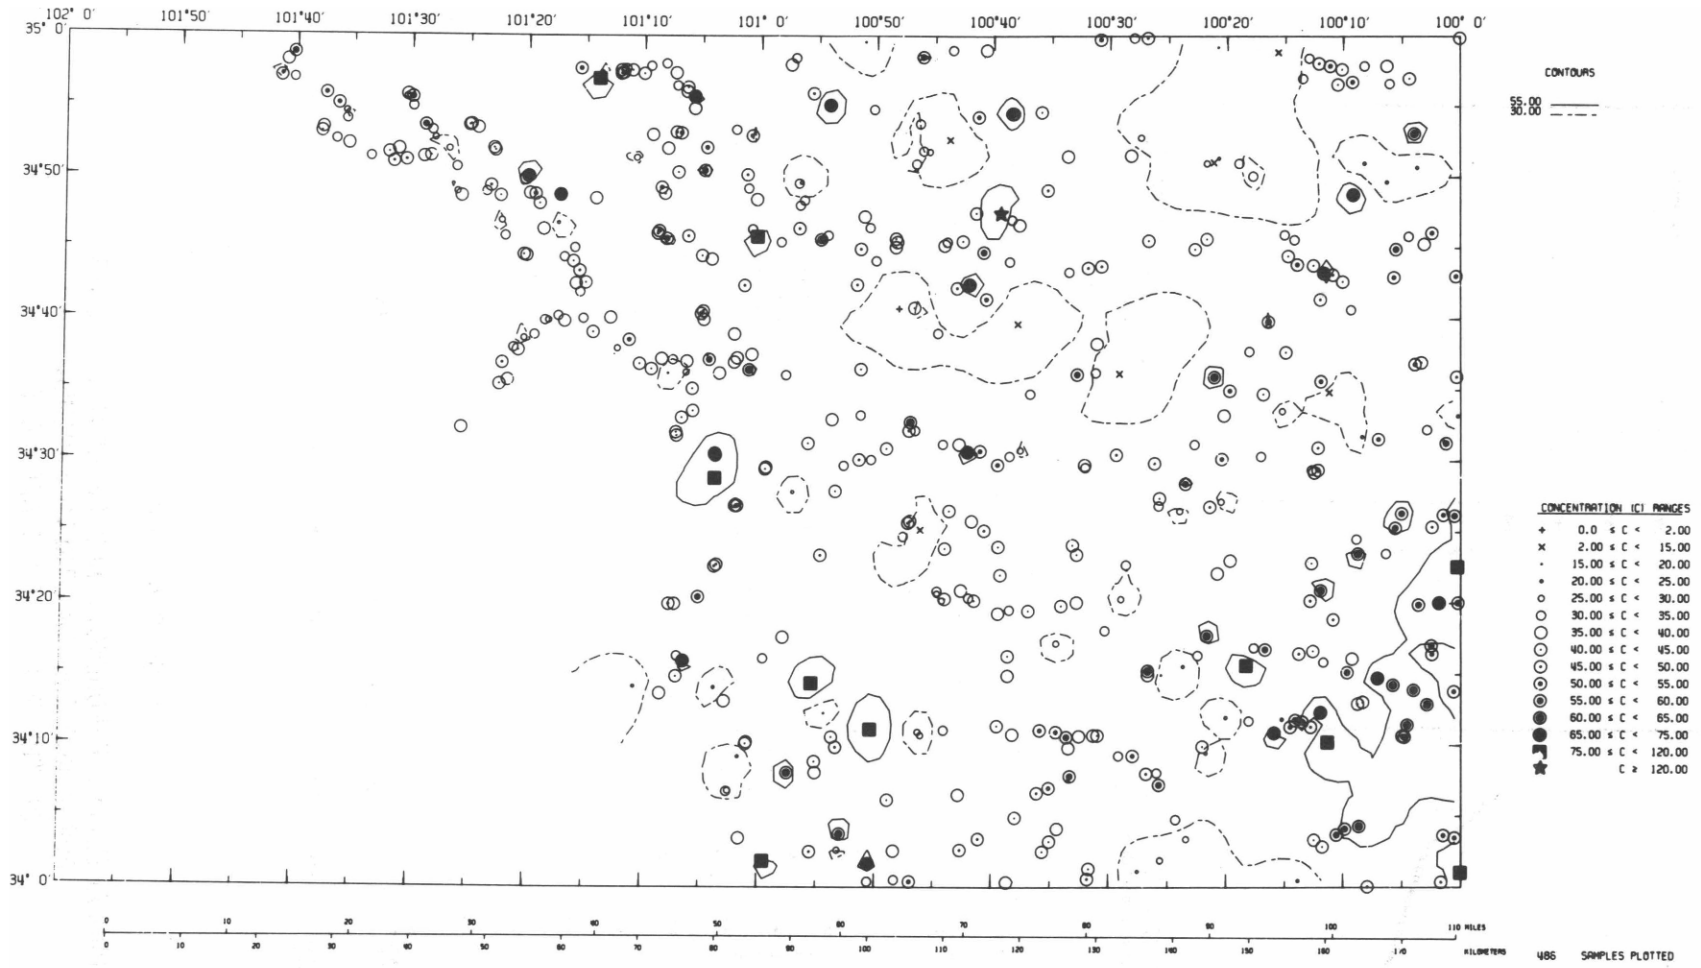 102° 0' 101°50' 101°40' 101°30' 101°20' 101°10' 101° 0' 100°50' 100°40' 100°30' 100°20' 100°10' 100° 0'
35° 0'
34°50'
34°40'
34°30'
34°20'
34°10'
34° 0'
CONTOURS
55.00
30.00
CONCENTRATION (C) RANGES
+ 0.0 ≤ C < 2.00
× 2.00 ≤ C < 15.00
15.00 ≤ C < 20.00
20.00 ≤ C < 25.00
25.00 ≤ C < 30.00
30.00 ≤ C < 35.00
35.00 ≤ C < 40.00
40.00 ≤ C < 45.00
45.00 ≤ C < 50.00
50.00 ≤ C < 55.00
55.00 ≤ C < 60.00
60.00 ≤ C < 65.00
65.00 ≤ C < 75.00
75.00 ≤ C < 120.00
C ≥ 120.00
0 10 20 30 40 50 60 70 80 90 100 110 MILES
0 10 20 30 40 50 60 70 80 90 100 110 120 130 140 150 160 170 KILOMETERS
486 SAMPLES PLOTTED